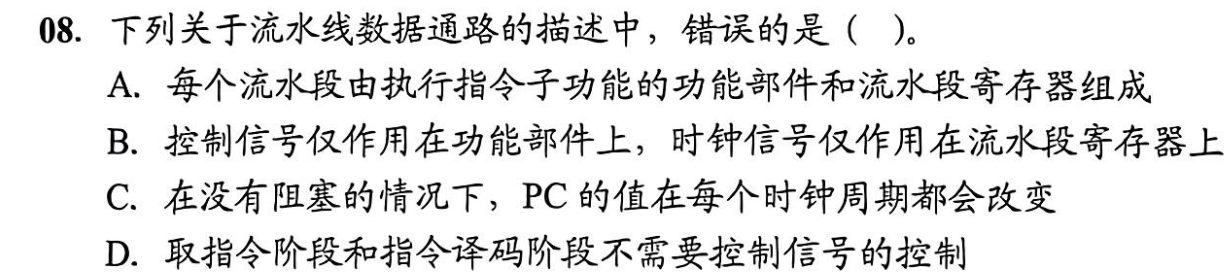 08. 下列关于流水线数据通路的描述中，错误的是（ ）。
A. 每个流水段由执行指令子功能的功能部件和流水段寄存器组成
B. 控制信号仅作用在功能部件上，时钟信号仅作用在流水段寄存器上
C. 在没有阻塞的情况下，PC 的值在每个时钟周期都会改变
D. 取指令阶段和指令译码阶段不需要控制信号的控制